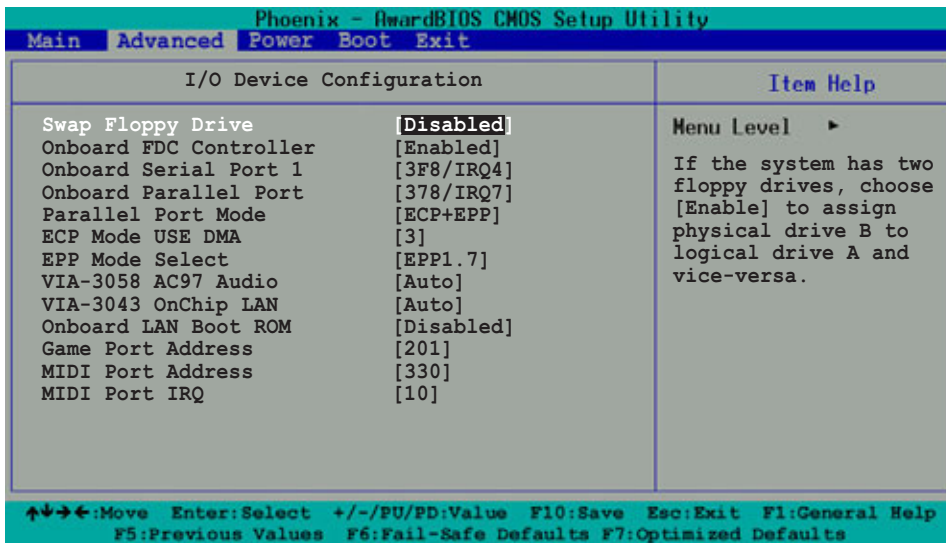 Phoenix - AwardBIOS CMOS Setup Utility
Main Advanced Power Boot Exit
I/O Device Configuration
Item Help
Swap Floppy Drive [Disabled]
Onboard FDC Controller [Enabled]
Onboard Serial Port 1 [3F8/IRQ4]
Onboard Parallel Port [378/IRQ7]
Parallel Port Mode [ECP+EPP]
ECP Mode USE DMA [3]
EPP Mode Select [EPP1.7]
VIA-3058 AC97 Audio [Auto]
VIA-3043 OnChip LAN [Auto]
Onboard LAN Boot ROM [Disabled]
Game Port Address [201]
MIDI Port Address [330]
MIDI Port IRQ [10]
Menu Level ►
If the system has two
floppy drives, choose
[Enable] to assign
physical drive B to
logical drive A and
vice-versa.
↑↓→←:Move Enter:Select +/-/PU/PD:Value F10:Save Esc:Exit F1:General Help
F5:Previous Values F6:Fail-Safe Defaults F7:Optimized Defaults